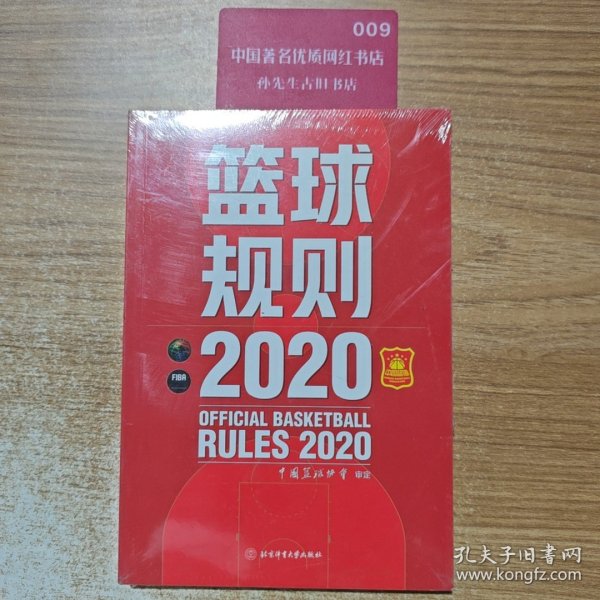 009
中国著名优质网红书店
孙先生古旧书店
篮球
规则
2020
FIBA
OFFICIAL BASKETBALL
RULES 2020
中国篮球协会 审定
北京体育大学出版社
孔夫子旧书网
www.kongfz.com